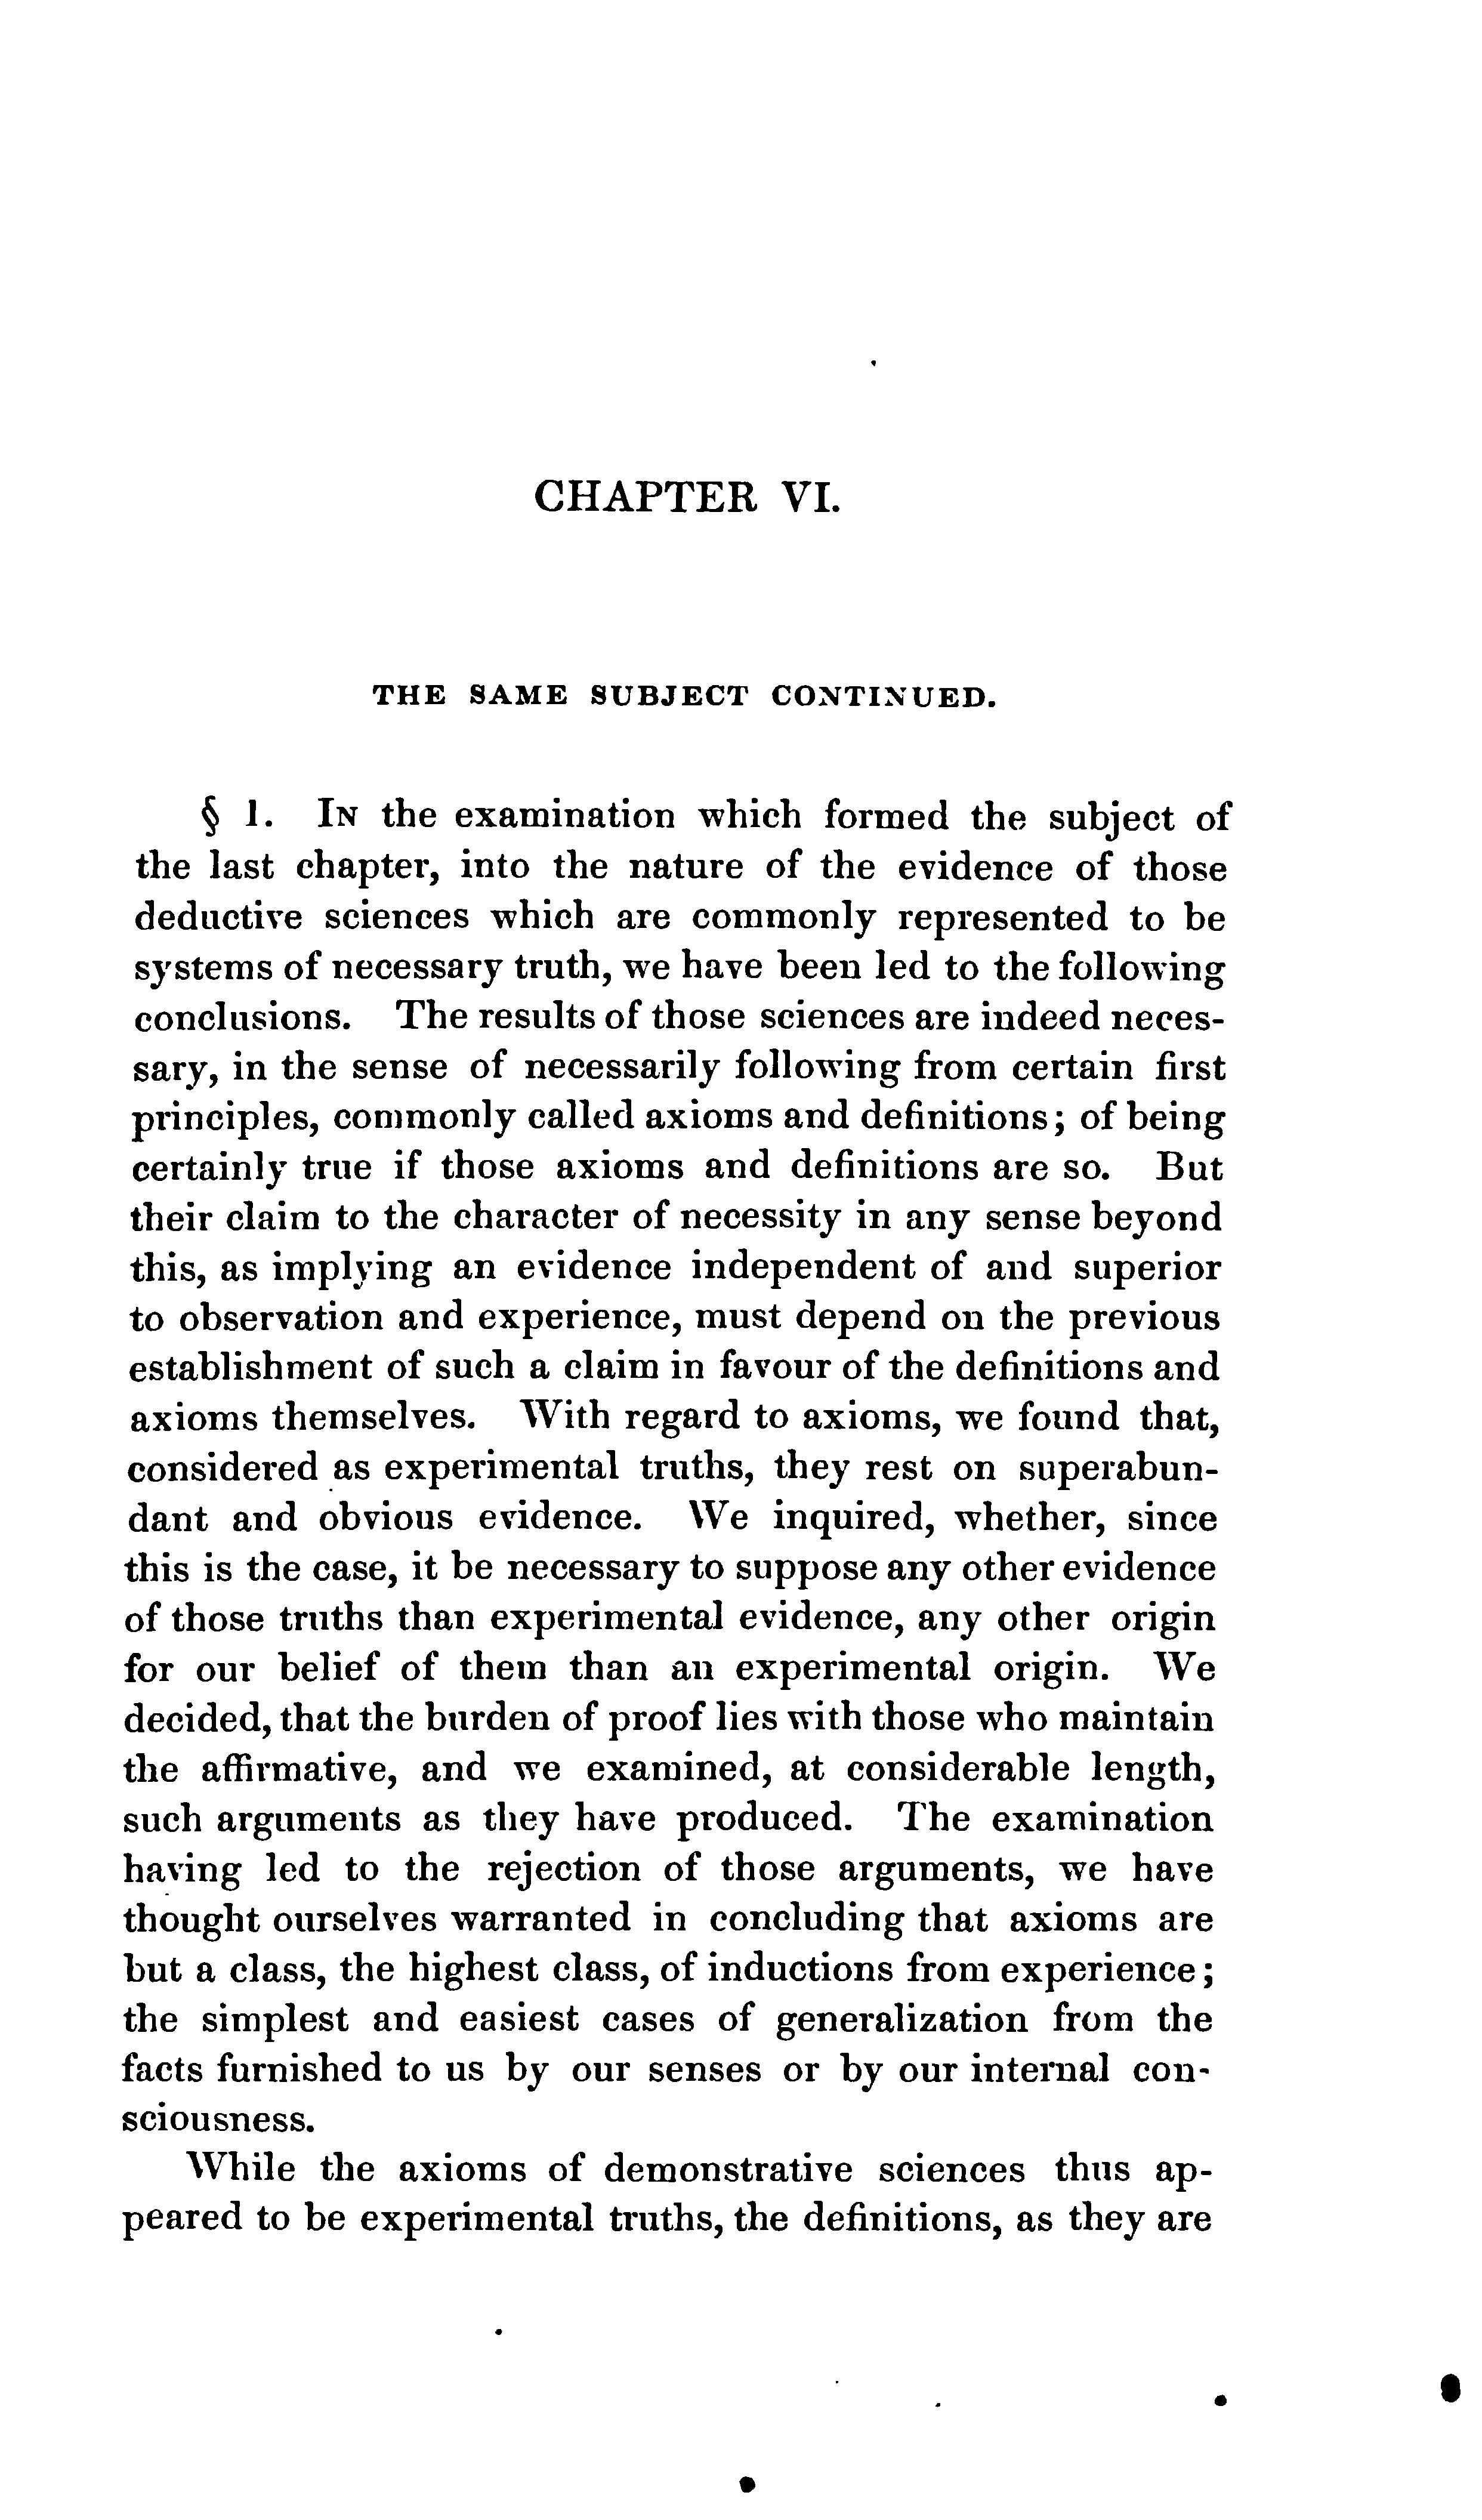 CHAPTER VI.
THE SAME SUBJECT CONTINUED.
§ 1. IN the examination which formed the subject of
the last chapter, into the nature of the evidence of those
deductive sciences which are commonly represented to be
systems of necessary truth, we have been led to the following
conclusions. The results of those sciences are indeed neces-
sary, in the sense of necessarily following from certain first
principles, commonly called axioms and definitions; of being
certainly true if those axioms and definitions are so. But
their claim to the character of necessity in any sense beyond
this, as implying an evidence independent of and superior
to observation and experience, must depend on the previous
establishment of such a claim in favour of the definitions and
axioms themselves. With regard to axioms, we found that,
considered as experimental truths, they rest on superabun-
dant and obvious evidence. We inquired, whether, since
this is the case, it be necessary to suppose any other evidence
of those truths than experimental evidence, any other origin
for our belief of them than an experimental origin. We
decided, that the burden of proof lies with those who maintain
the affirmative, and we examined, at considerable length,
such arguments as they have produced. The examination
having led to the rejection of those arguments, we have
thought ourselves warranted in concluding that axioms are
but a class, the highest class, of inductions from experience;
the simplest and easiest cases of generalization from the
facts furnished to us by our senses or by our internal con-
sciousness.
While the axioms of demonstrative sciences thus ap-
peared to be experimental truths, the definitions, as they are